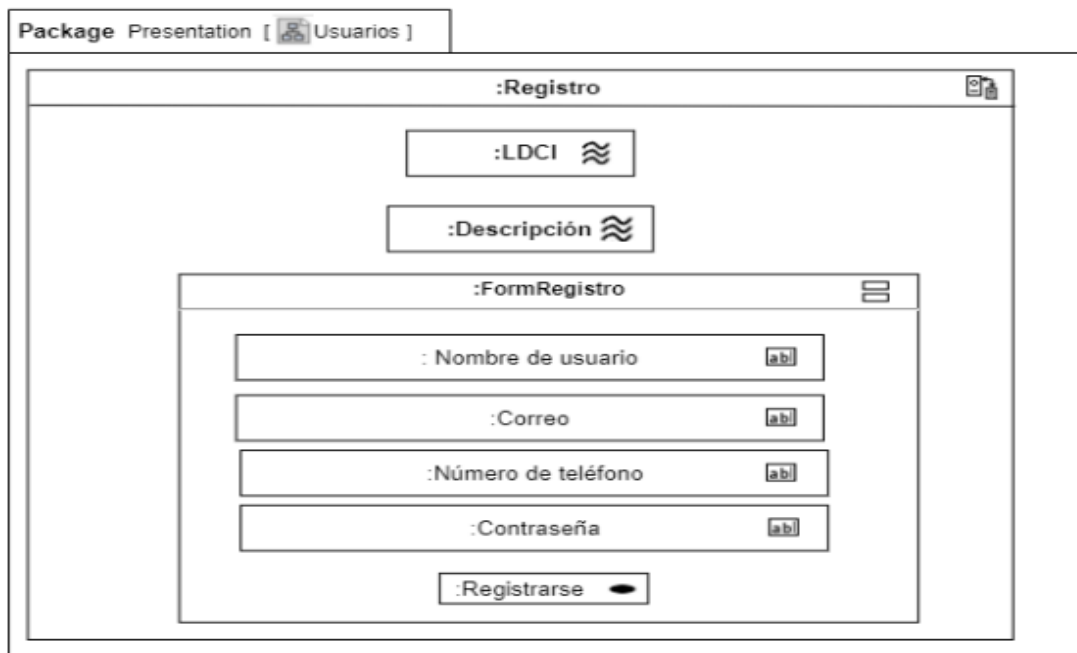 Package Presentation [ Usuarios ]
:Registro
:LDCI
:Descripción
:FormRegistro
: Nombre de usuario abl
:Correo abl
:Número de teléfono abl
:Contraseña abl
:Registrarse